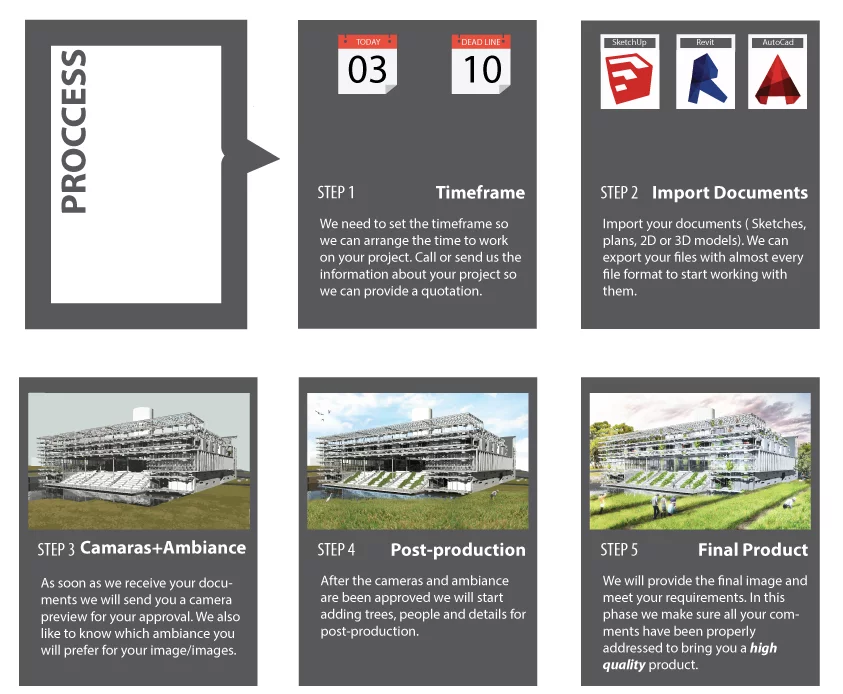 PROCCESS
TODAY
03
DEAD LINE
10
STEP 1 Timeframe
We need to set the timeframe so
we can arrange the time to work
on your project. Call or send us the
information about your project so
we can provide a quotation.
SketchUp
Revit
AutoCad
STEP 2 Import Documents
Import your documents ( Sketches,
plans, 2D or 3D models). We can
export your files with almost every
file format to start working with
them.
STEP 3 Camaras+Ambiance
As soon as we receive your docu-
ments we will send you a camera
preview for your approval. We also
like to know which ambiance you
will prefer for your image/images.
STEP 4 Post-production
After the cameras and ambiance
are been approved we will start
adding trees, people and details for
post-production.
STEP 5 Final Product
We will provide the final image and
meet your requirements. In this
phase we make sure all your com-
ments have been properly
addressed to bring you a high
quality product.